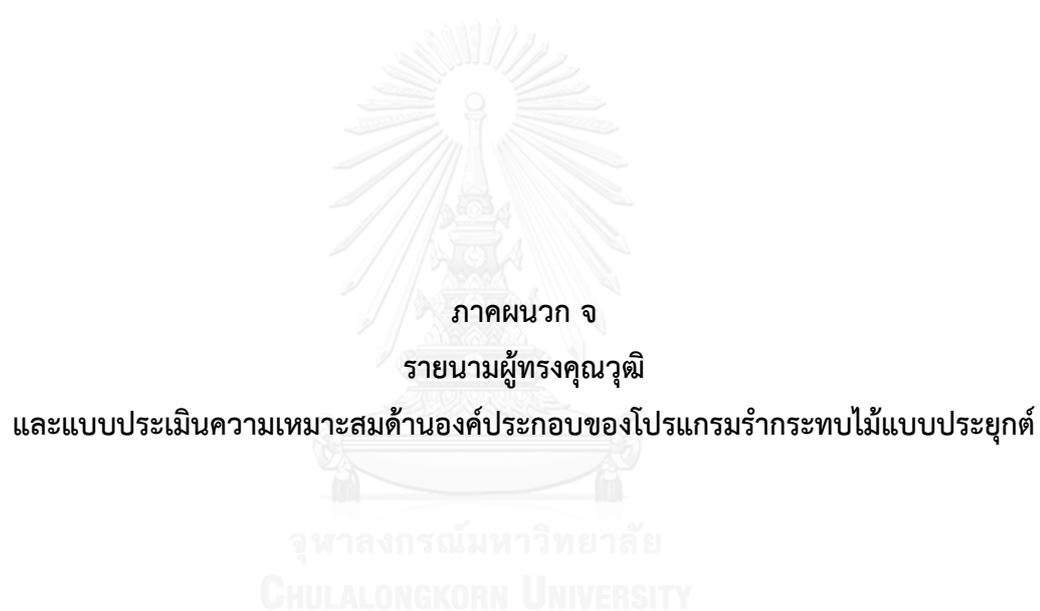 ภาคผนวก จ
รายนามผู้ทรงคุณวุฒิ
และแบบประเมินความเหมาะสมด้านองค์ประกอบของโปรแกรมรำกระทบไม้แบบประยุกต์
จุฬาลงกรณ์มหาวิทยาลัย
CHULALONGKORN UNIVERSITY